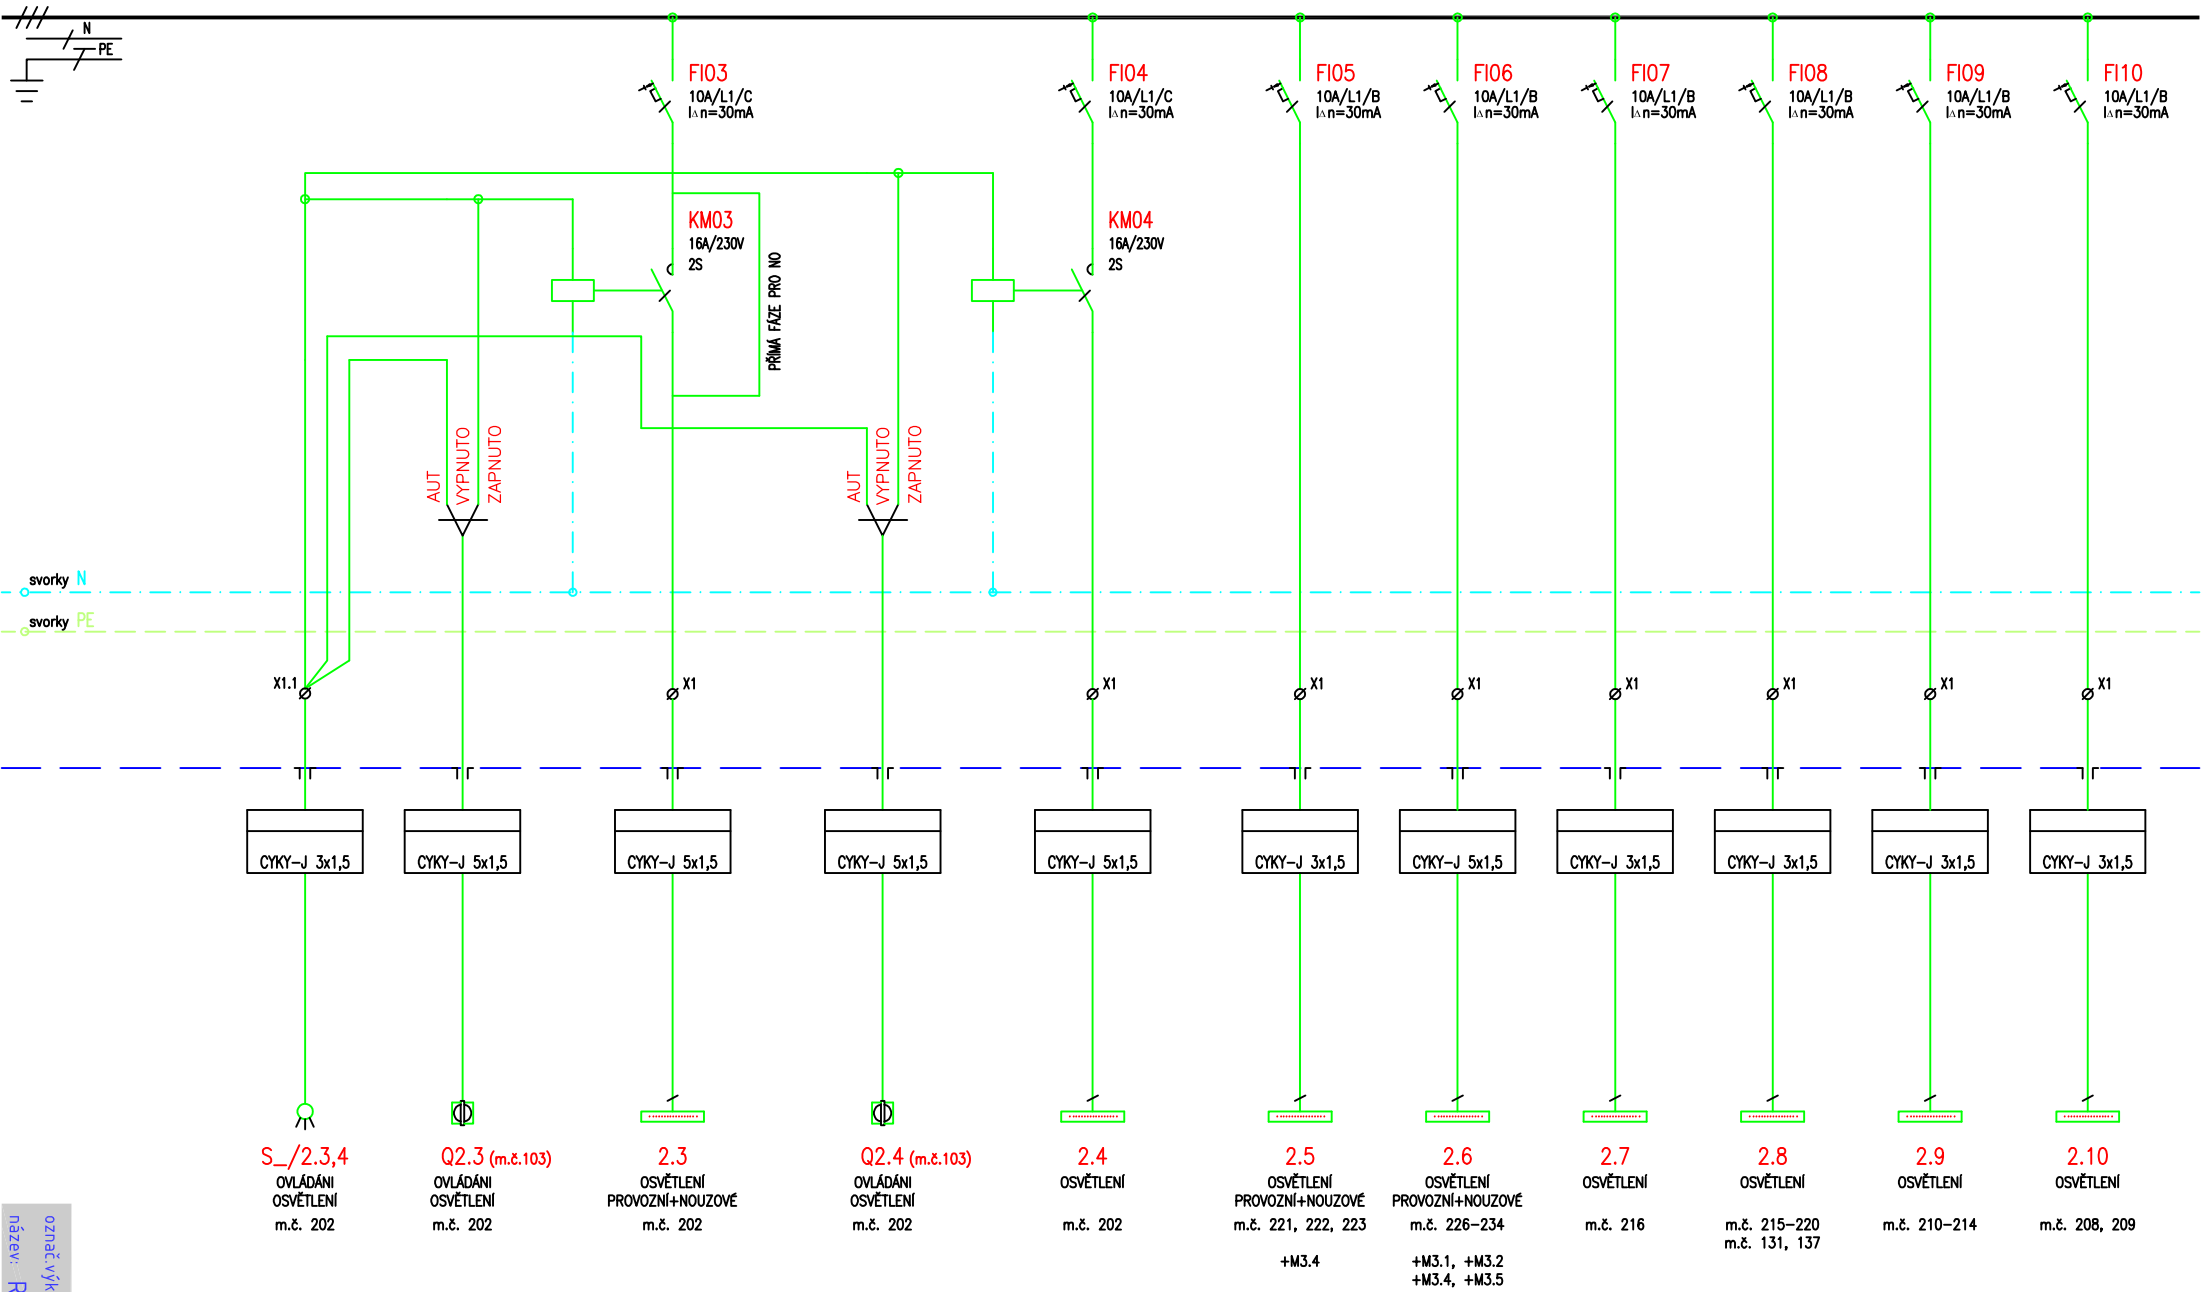 N
PE
FI03
10A/L1/C
I△n=30mA
FI04
10A/L1/C
I△n=30mA
FI05
10A/L1/B
I△n=30mA
FI06
10A/L1/B
I△n=30mA
FI07
10A/L1/B
I△n=30mA
FI08
10A/L1/B
I△n=30mA
FI09
10A/L1/B
I△n=30mA
FI10
10A/L1/B
I△n=30mA
KM03
16A/230V
2S
PŘÍMÁ FÁZE PRO NO
KM04
16A/230V
2S
AUT
VYPNUTO
ZAPNUTO
AUT
VYPNUTO
ZAPNUTO
svorky N
svorky PE
X1.1
X1
X1
X1
X1
X1
X1
X1
X1
CYKY-J 3x1,5
CYKY-J 5x1,5
CYKY-J 5x1,5
CYKY-J 5x1,5
CYKY-J 5x1,5
CYKY-J 3x1,5
CYKY-J 5x1,5
CYKY-J 3x1,5
CYKY-J 3x1,5
CYKY-J 3x1,5
CYKY-J 3x1,5
S_/2.3,4
OVLÁDÁNI
OSVĚTLENÍ
m.č. 202
Q2.3 (m.č.103)
OVLÁDÁNI
OSVĚTLENÍ
m.č. 202
2.3
OSVĚTLENÍ
PROVOZNÍ+NOUZOVÉ
m.č. 202
Q2.4 (m.č.103)
OVLÁDÁNI
OSVĚTLENÍ
m.č. 202
2.4
OSVĚTLENÍ
m.č. 202
2.5
OSVĚTLENÍ
PROVOZNÍ+NOUZOVÉ
m.č. 221, 222, 223
+M3.4
2.6
OSVĚTLENÍ
PROVOZNÍ+NOUZOVÉ
m.č. 226-234
+M3.1, +M3.2
+M3.4, +M3.5
2.7
OSVĚTLENÍ
m.č. 216
2.8
OSVĚTLENÍ
m.č. 215-220
m.č. 131, 137
2.9
OSVĚTLENÍ
m.č. 210-214
2.10
OSVĚTLENÍ
m.č. 208, 209
označ.výk
název: R